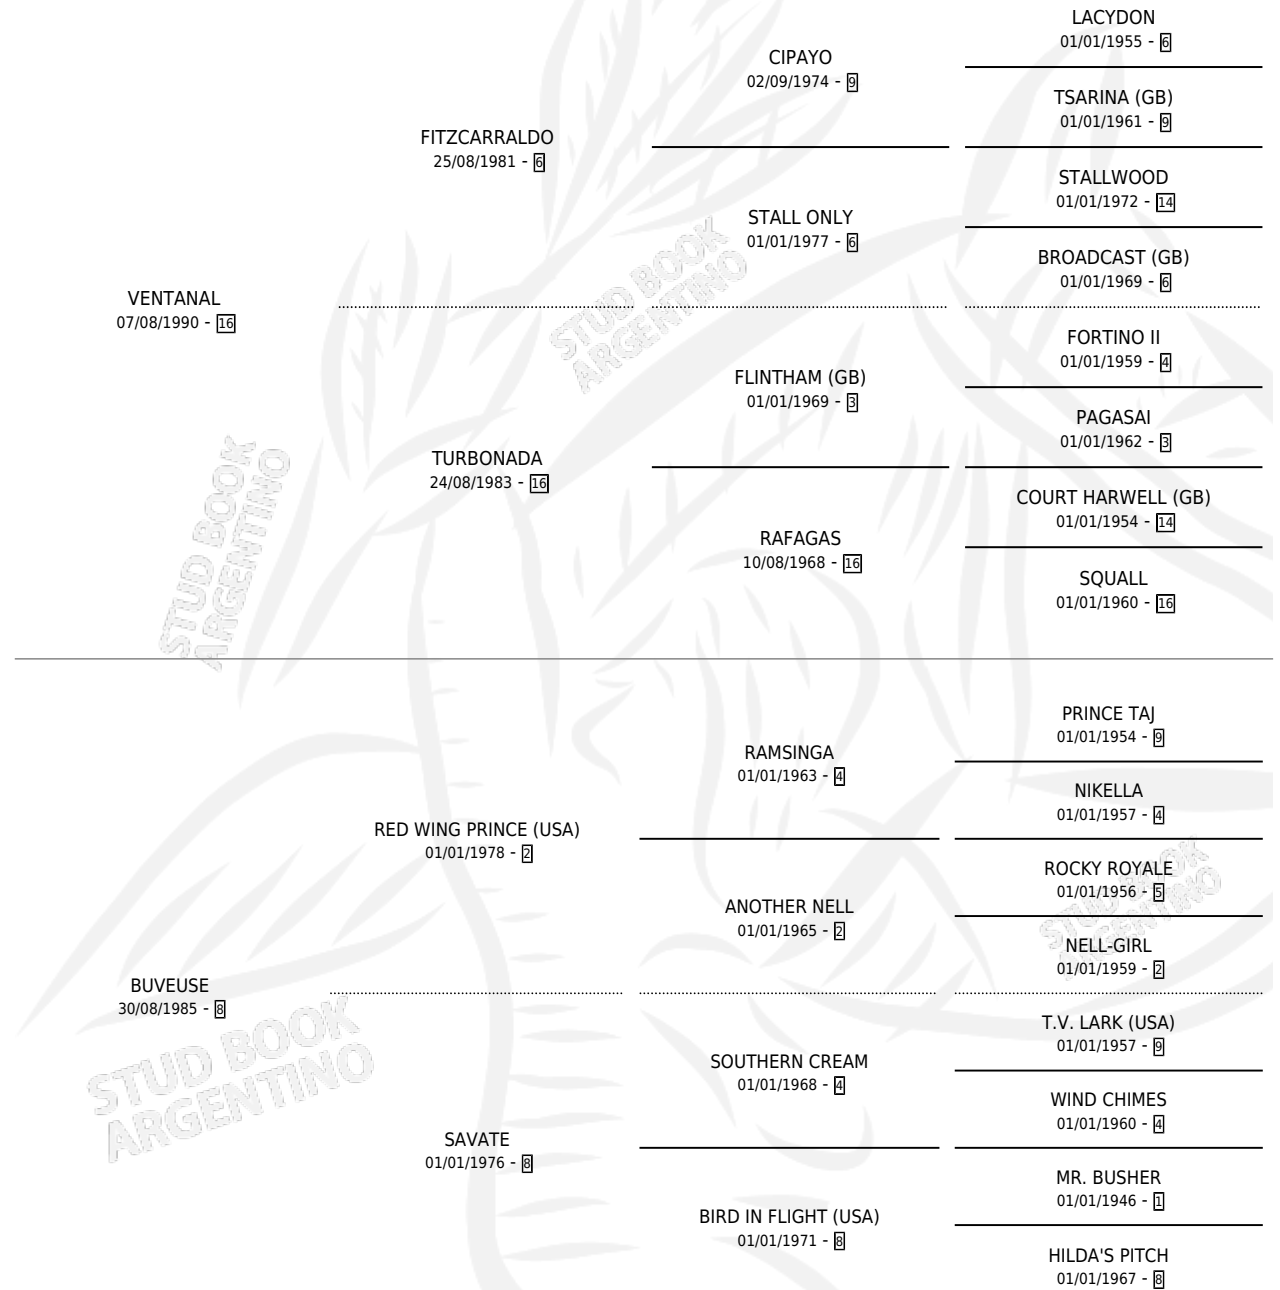 LACYDON
01/01/1955 - 6
CIPAYO
02/09/1974 - 9
TSARINA (GB)
01/01/1961 - 9
FITZCARRALDO
25/08/1981 - 6
STALLWOOD
01/01/1972 - 14
STALL ONLY
01/01/1977 - 6
BROADCAST (GB)
01/01/1969 - 6
VENTANAL
07/08/1990 - 16
FORTINO II
01/01/1959 - 4
FLINTHAM (GB)
01/01/1969 - 3
PAGASAI
01/01/1962 - 3
TURBONADA
24/08/1983 - 16
COURT HARWELL (GB)
01/01/1954 - 14
RAFAGAS
10/08/1968 - 16
SQUALL
01/01/1960 - 16
PRINCE TAJ
01/01/1954 - 9
RAMSINGA
01/01/1963 - 4
NIKELLA
01/01/1957 - 4
RED WING PRINCE (USA)
01/01/1978 - 2
ROCKY ROYALE
01/01/1956 - 5
ANOTHER NELL
01/01/1965 - 2
NELL-GIRL
01/01/1959 - 2
BUVEUSE
30/08/1985 - 8
T.V. LARK (USA)
01/01/1957 - 9
SOUTHERN CREAM
01/01/1968 - 4
WIND CHIMES
01/01/1960 - 4
SAVATE
01/01/1976 - 8
MR. BUSHER
01/01/1946 - 1
BIRD IN FLIGHT (USA)
01/01/1971 - 8
HILDA'S PITCH
01/01/1967 - 8
STUD BOOK
ARGENTINO
STUD BOOK
ARGENTINO
STUD BOOK
ARGENTINO
STUD BOOK
ARGENTINO